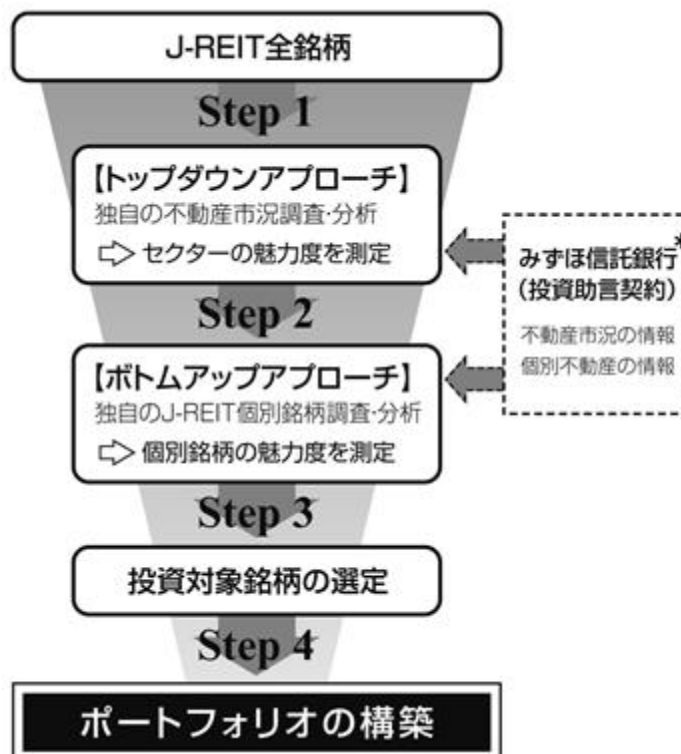 J-REIT全銘柄
Step 1
【トップダウンアプローチ】
独自の不動産市況調査・分析
⇨ セクターの魅力度を測定
みずほ信託銀行*
(投資助言契約)
不動産市況の情報
個別不動産の情報
Step 2
【ボトムアップアプローチ】
独自のJ-REIT個別銘柄調査・分析
⇨ 個別銘柄の魅力度を測定
Step 3
投資対象銘柄の選定
Step 4
ポートフォリオの構築